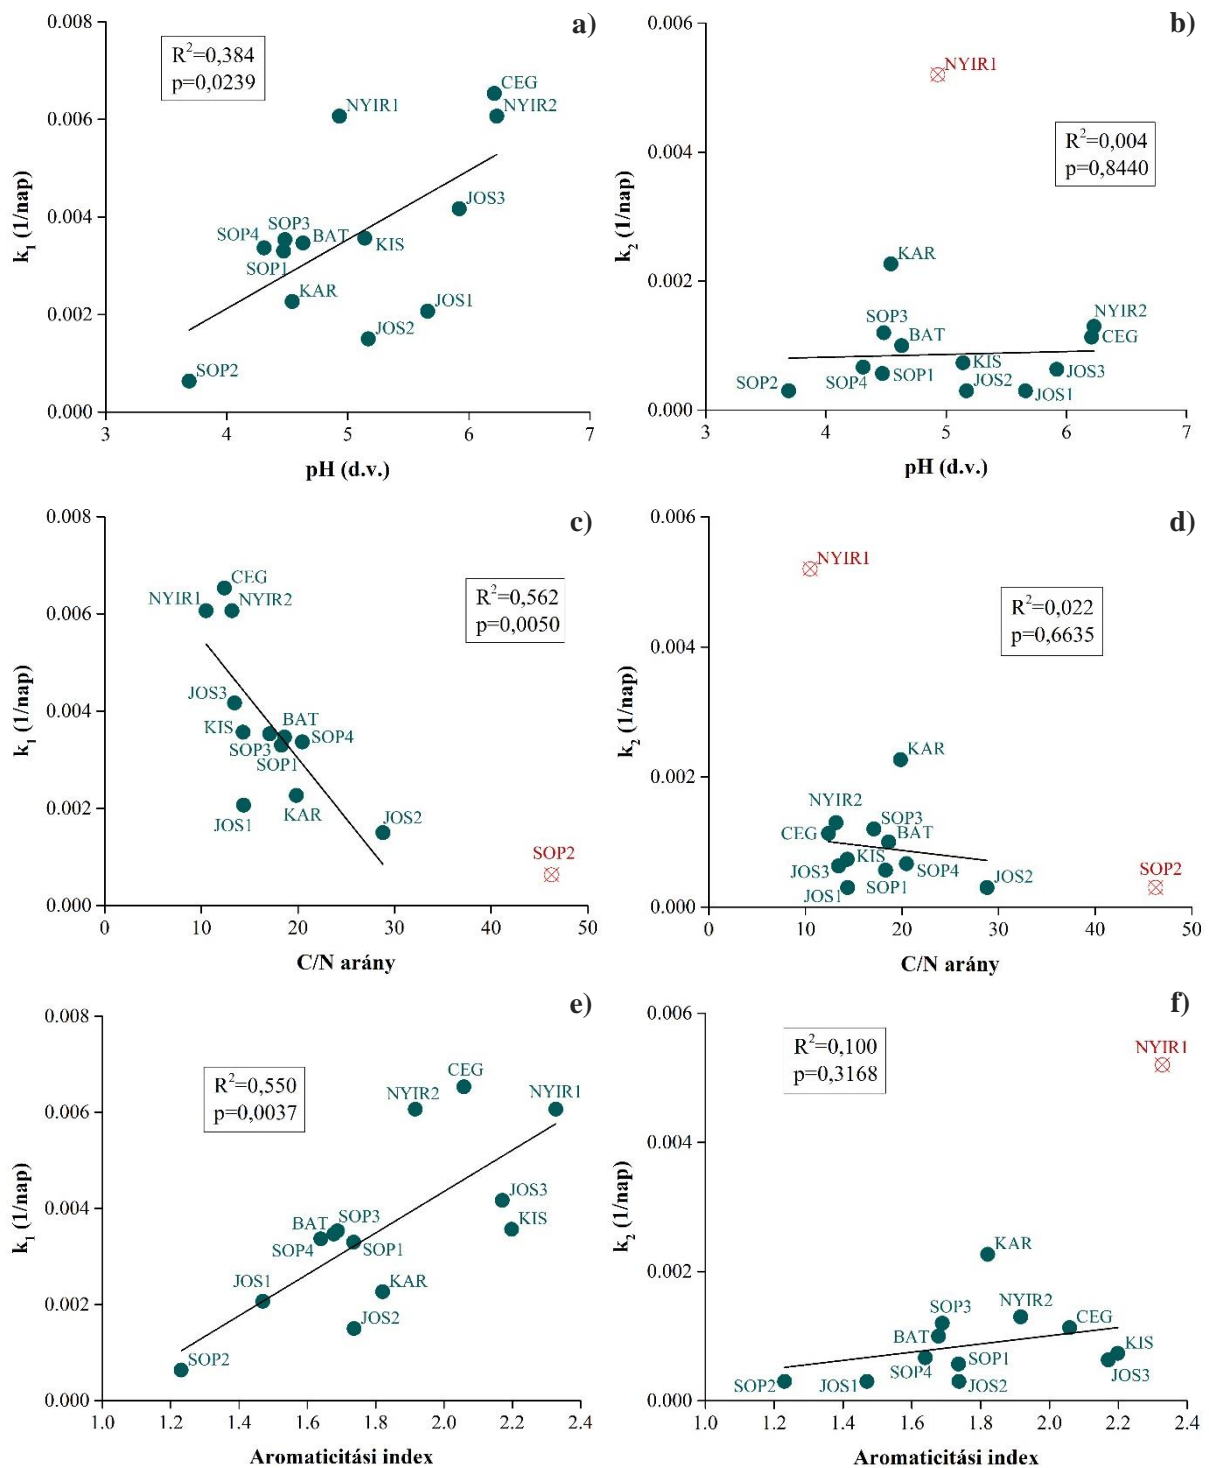 a)
0.008
0.006
0.004
0.002
0.000
k1 (1/nap)
R2=0,384
p=0,0239
CEG
NYIR2
NYIR1
JOS3
SOP3
SOP4
BAT
KIS
SOP1
KAR
JOS1
JOS2
SOP2
3 4 5 6 7
pH (d.v.)
b)
0.006
0.004
0.002
0.000
k2 (1/nap)
NYIR1
R2=0,004
p=0,8440
KAR
NYIR2
SOP3
CEG
BAT
KIS
SOP2
SOP4
SOP1
JOS2
JOS3
JOS1
3 4 5 6 7
pH (d.v.)
c)
0.008
0.006
0.004
0.002
0.000
k1 (1/nap)
R2=0,562
p=0,0050
CEG
NYIR1
NYIR2
JOS3
KIS
BAT
SOP4
SOP3
SOP1
JOS1
KAR
JOS2
SOP2
0 10 20 30 40 50
C/N arány
d)
0.006
0.004
0.002
0.000
k2 (1/nap)
NYIR1
R2=0,022
p=0,6635
KAR
NYIR2
SOP3
CEG
BAT
KIS
JOS3
SOP4
SOP1
JOS2
JOS1
SOP2
0 10 20 30 40 50
C/N arány
e)
0.008
0.006
0.004
0.002
0.000
k1 (1/nap)
R2=0,550
p=0,0037
CEG
NYIR2
NYIR1
JOS3
KIS
BAT
SOP3
SOP4
SOP1
JOS1
KAR
JOS2
SOP2
1.0 1.2 1.4 1.6 1.8 2.0 2.2 2.4
Aromaticitási index
f)
0.006
0.004
0.002
0.000
k2 (1/nap)
R2=0,100
p=0,3168
NYIR1
KAR
SOP3
NYIR2
CEG
BAT
KIS
SOP4
SOP1
JOS3
SOP2
JOS1
JOS2
1.0 1.2 1.4 1.6 1.8 2.0 2.2 2.4
Aromaticitási index